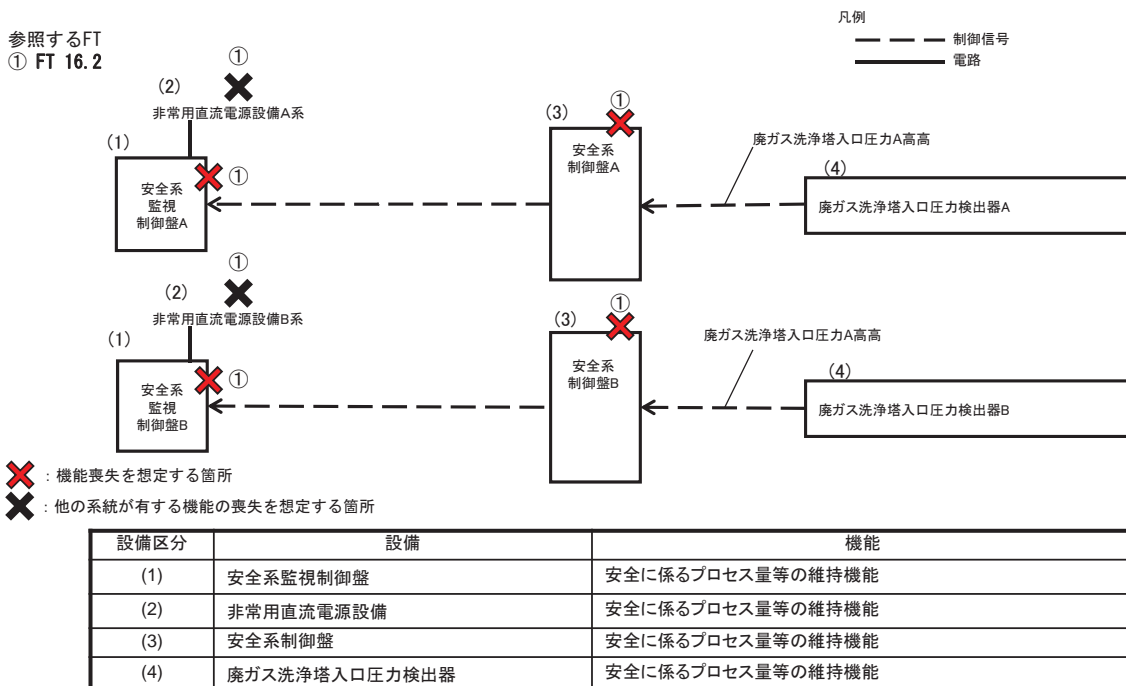 参照するFT
① FT 16.2
凡例
制御信号
電路
①
(2)
非常用直流電源設備A系
(1)
安全系
監視
制御盤A
①
(3)
①
安全系
制御盤A
廃ガス洗浄塔入口圧力A高高
(4)
廃ガス洗浄塔入口圧力検出器A
①
(2)
非常用直流電源設備B系
(1)
安全系
監視
制御盤B
①
(3)
①
安全系
制御盤B
廃ガス洗浄塔入口圧力A高高
(4)
廃ガス洗浄塔入口圧力検出器B
：機能喪失を想定する箇所
：他の系統が有する機能の喪失を想定する箇所
設備区分 設備 機能
(1) 安全系監視制御盤 安全に係るプロセス量等の維持機能
(2) 非常用直流電源設備 安全に係るプロセス量等の維持機能
(3) 安全系制御盤 安全に係るプロセス量等の維持機能
(4) 廃ガス洗浄塔入口圧力検出器 安全に係るプロセス量等の維持機能